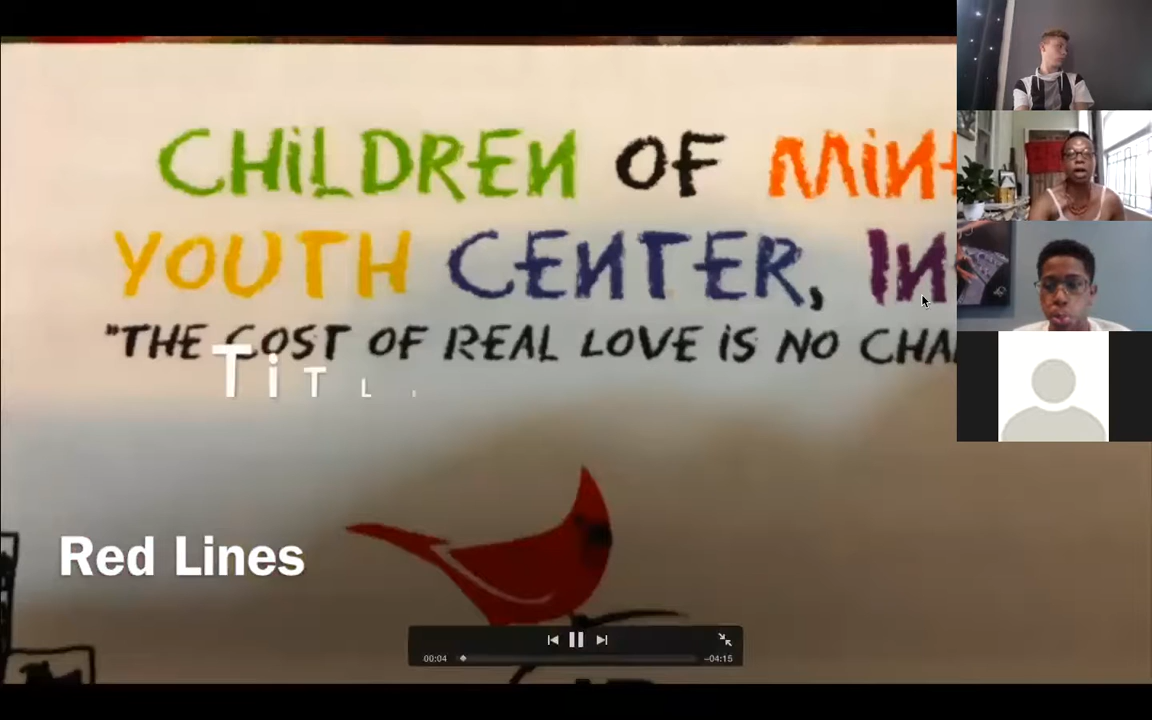 CHILDREN OF
YOUTH CENTER,
"THE COST OF REAL LOVE IS NO
Red Lines
00:04
-04:15